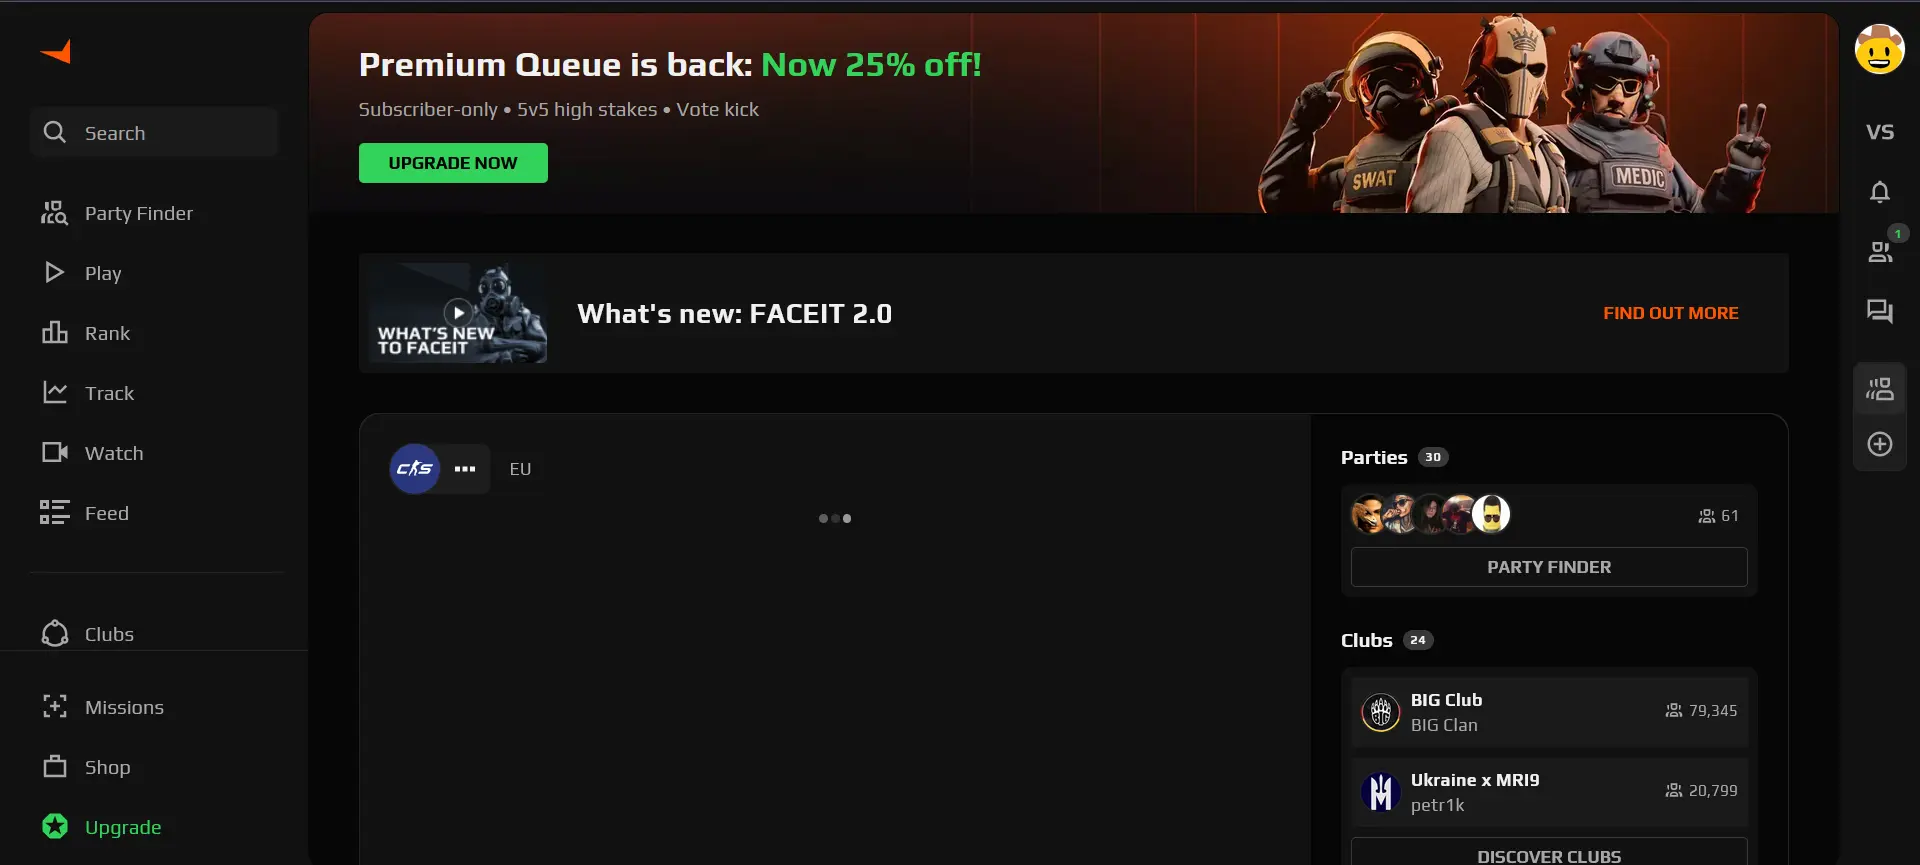 Search
Party Finder
Play
Rank
Track
Watch
Feed
Clubs
Missions
Shop
Upgrade
Premium Queue is back: Now 25% off!
Subscriber-only • 5v5 high stakes • Vote kick
UPGRADE NOW
SWAT
MEDIC
WHAT'S NEW
TO FACEIT
What's new: FACEIT 2.0
FIND OUT MORE
CS
EU
Parties 30
61
PARTY FINDER
Clubs 24
BIG Club
BIG Clan
79,345
Ukraine x MRI9
petr1k
20,799
DISCOVER CLUBS
VS
1